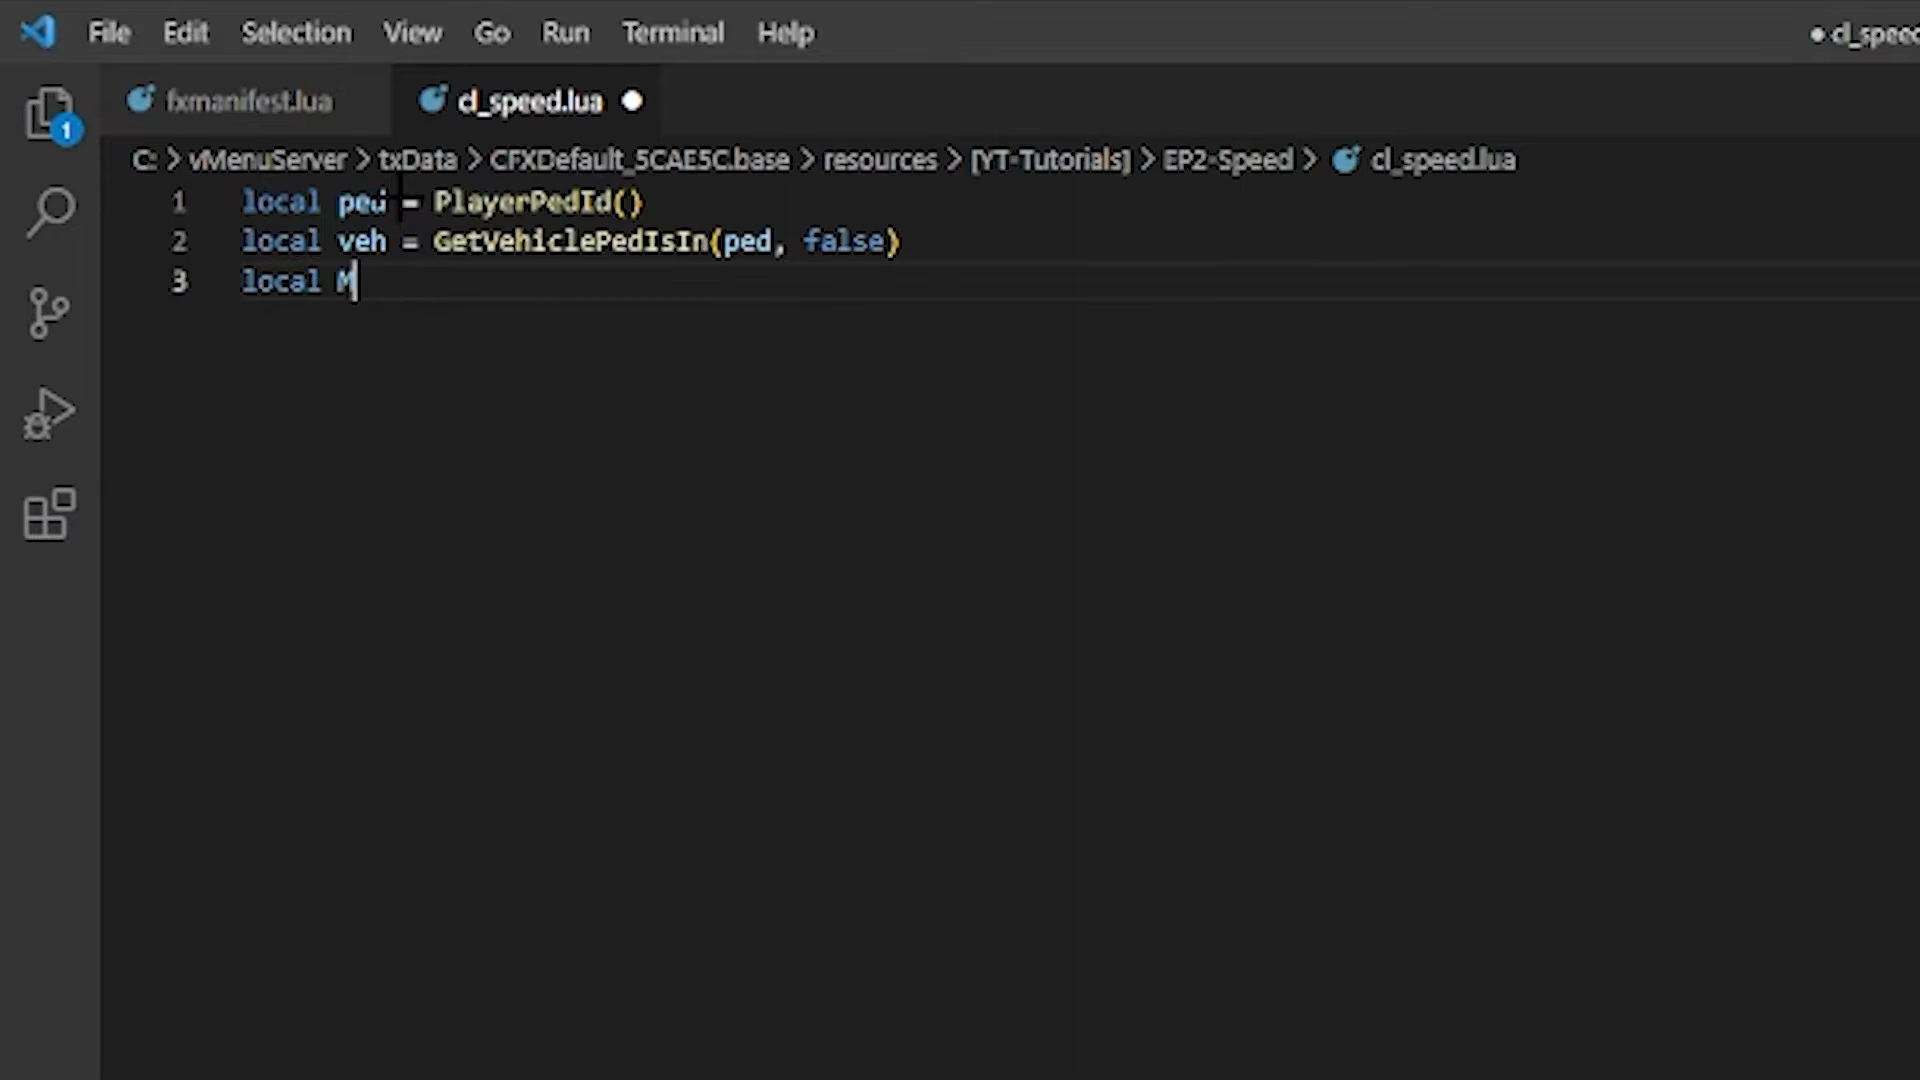 File Edit Selection View Go Run Terminal Help
● cl_speed
1
fxmanifest.lua cl_speed.lua ●
C: > vMenuServer > txData > CFXDefault_5CAE5C.base > resources > [YT-Tutorials] > EP2-Speed > cl_speed.lua
1 local ped = PlayerPedId()
2 local veh = GetVehiclePedIsIn(ped, false)
3 local M